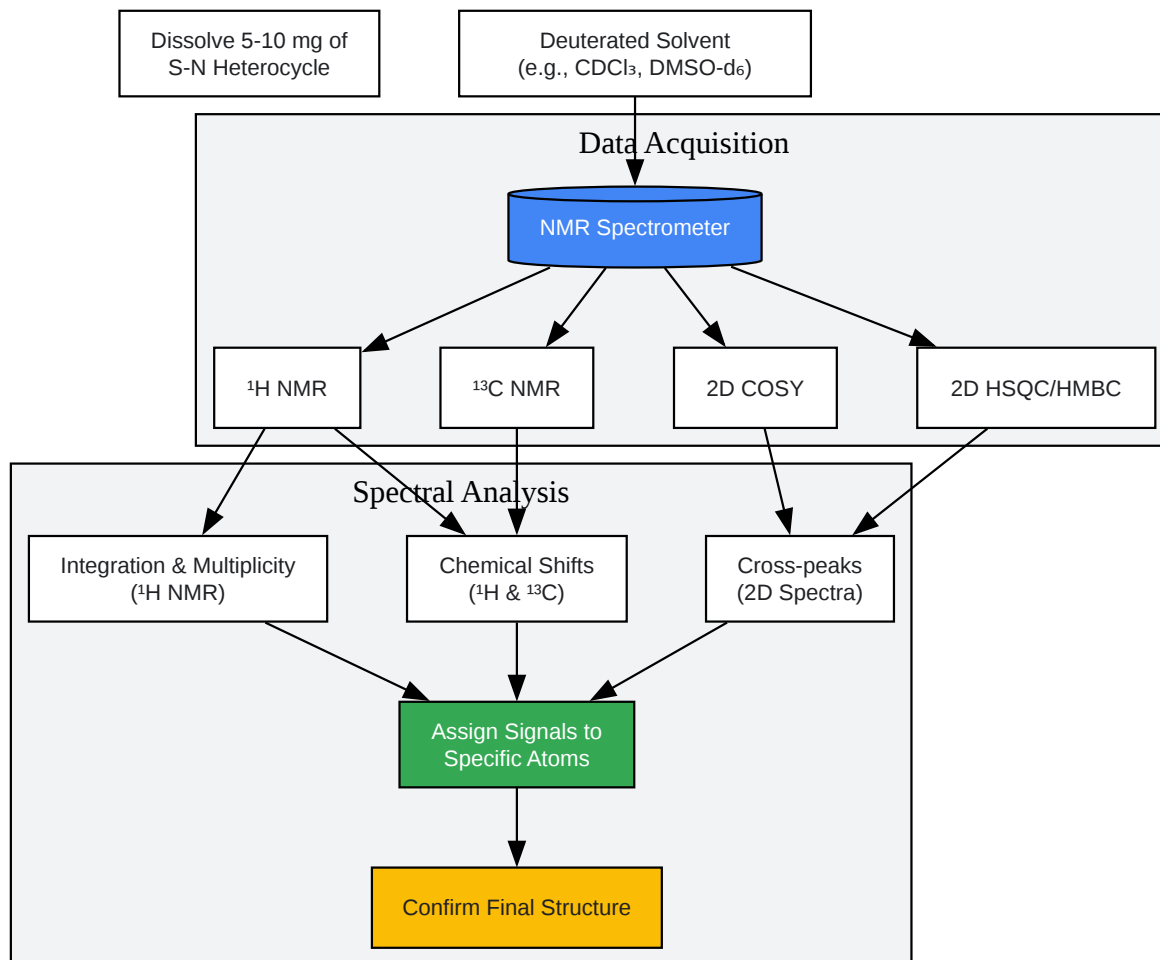 Dissolve 5-10 mg of
S-N Heterocycle
Deuterated Solvent
(e.g., CDCl₃, DMSO-d₆)
Data Acquisition
NMR Spectrometer
¹H NMR
¹³C NMR
2D COSY
2D HSQC/HMBC
Spectral Analysis
Integration & Multiplicity
(¹H NMR)
Chemical Shifts
(¹H & ¹³C)
Cross-peaks
(2D Spectra)
Assign Signals to
Specific Atoms
Confirm Final Structure